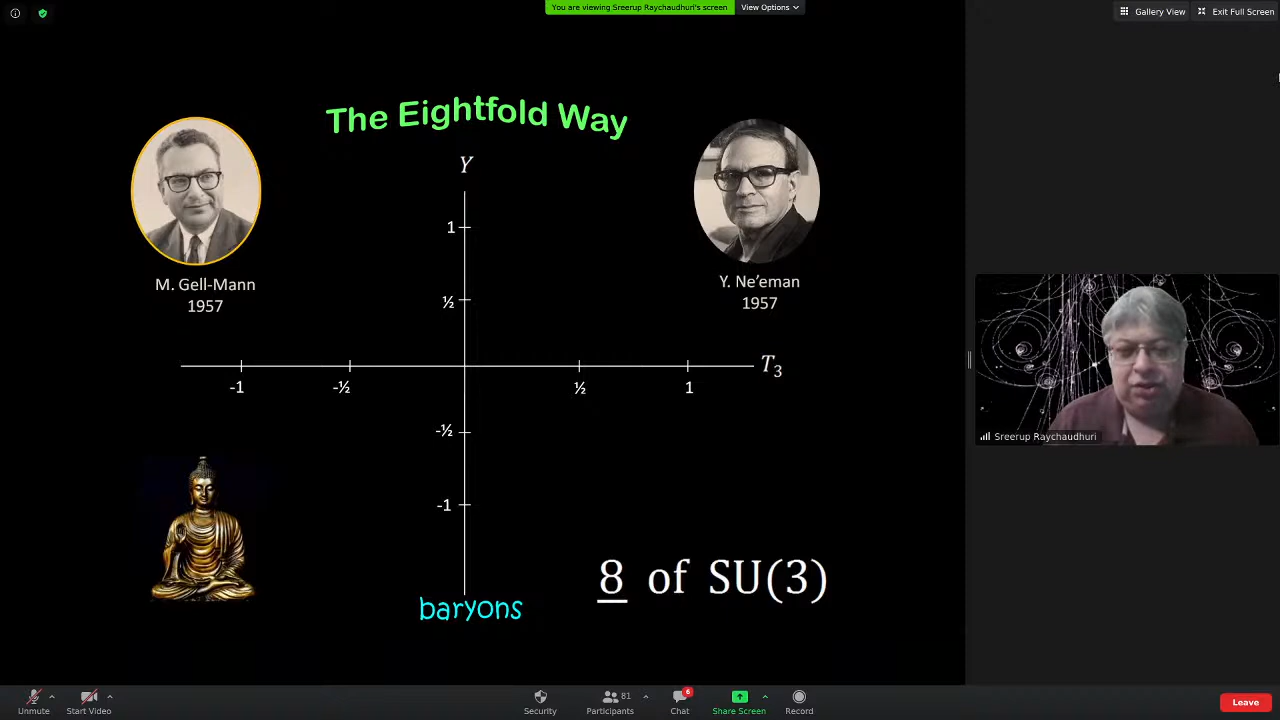 You are viewing Sreerup Raychaudhuri's screen
View Options
Gallery View
Exit Full Screen
The Eightfold Way
Y
1
½
M. Gell-Mann
1957
Y. Ne’eman
1957
T₃
-1
-½
½
1
-½
-1
8 of SU(3)
baryons
Sreerup Raychaudhuri
Unmute
Start Video
Security
Participants
81
Chat
6
Share Screen
Record
Leave